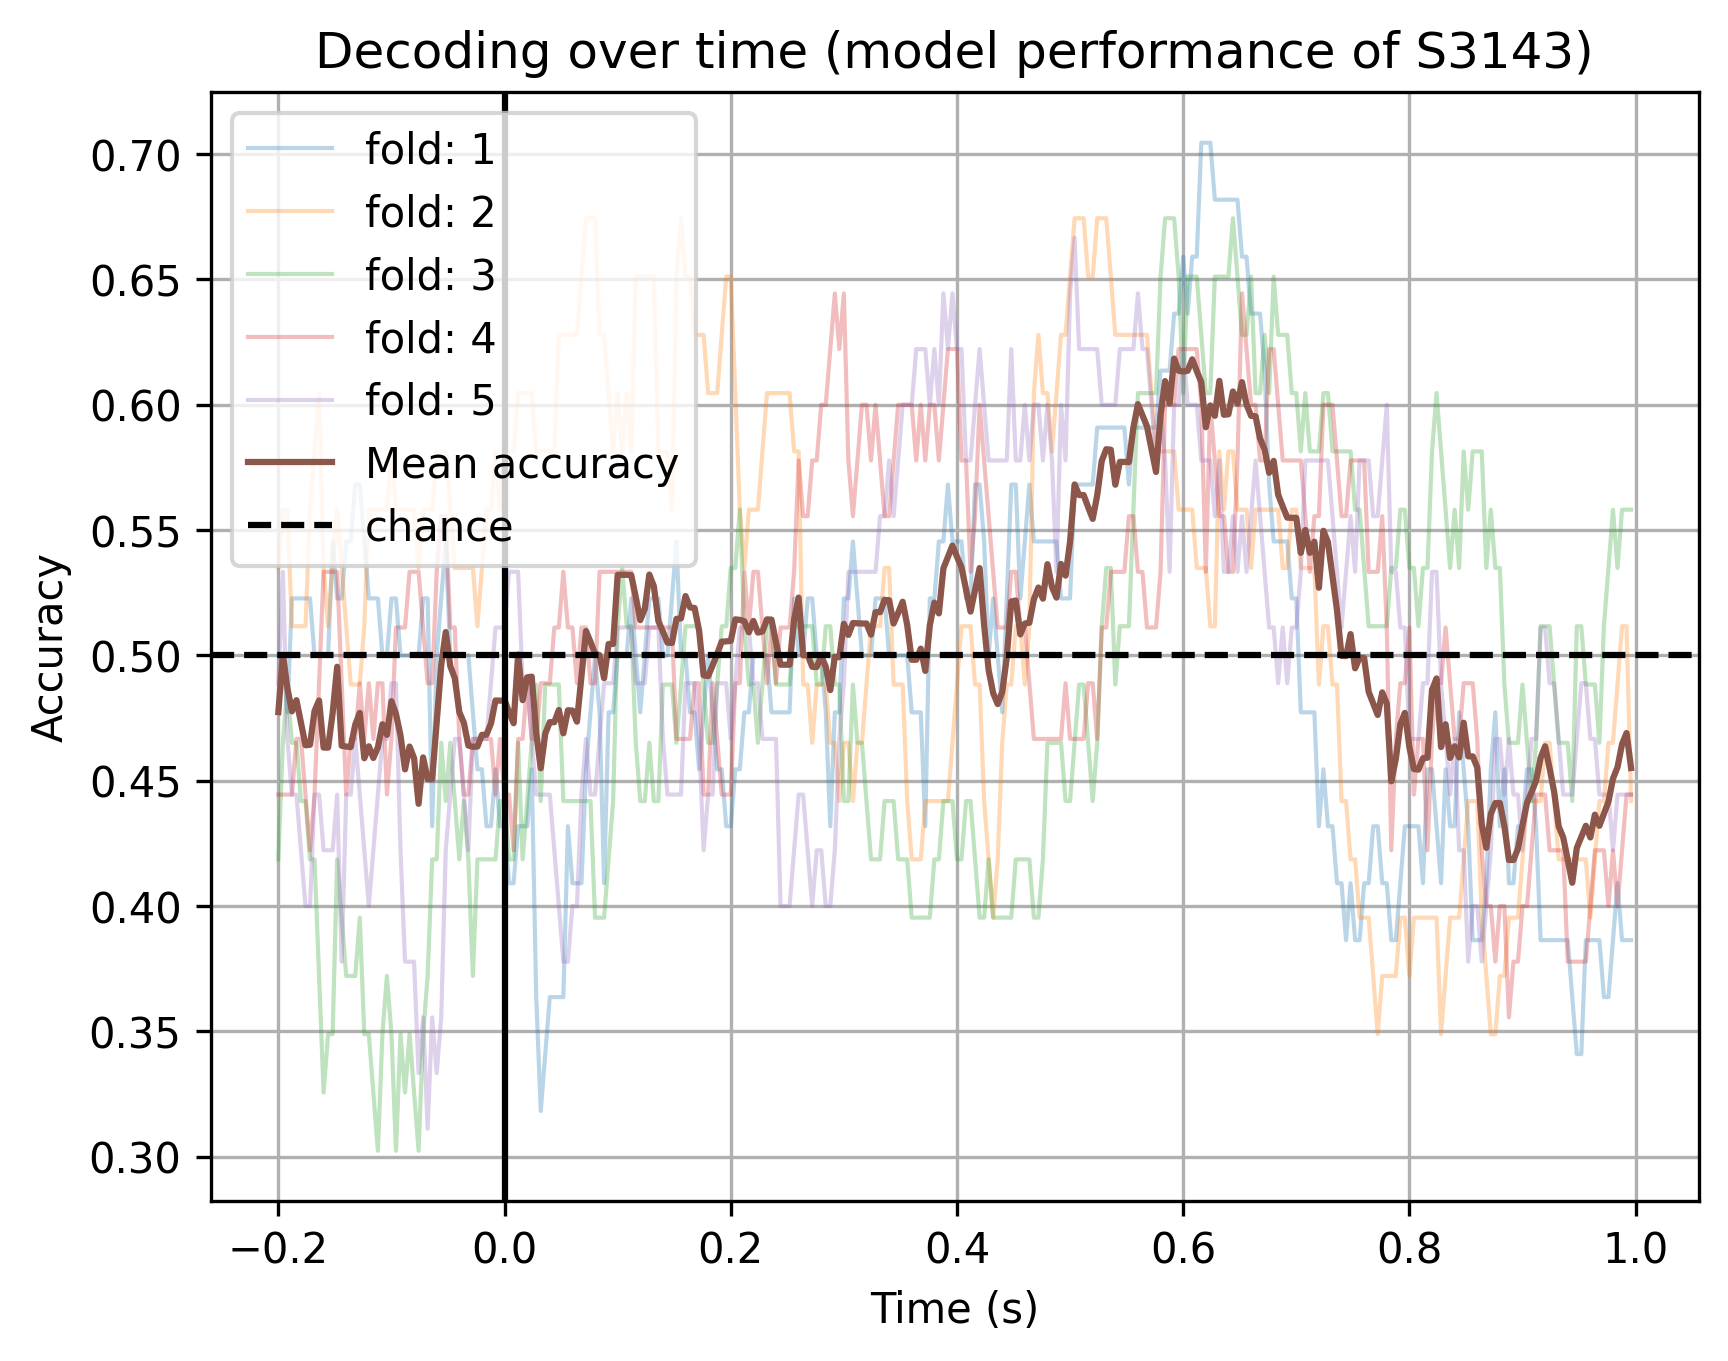 Decoding over time (model performance of S3143)
fold: 1
fold: 2
fold: 3
fold: 4
fold: 5
Mean accuracy
chance
Accuracy
0.70
0.65
0.60
0.55
0.50
0.45
0.40
0.35
0.30
−0.2 0.0 0.2 0.4 0.6 0.8 1.0
Time (s)